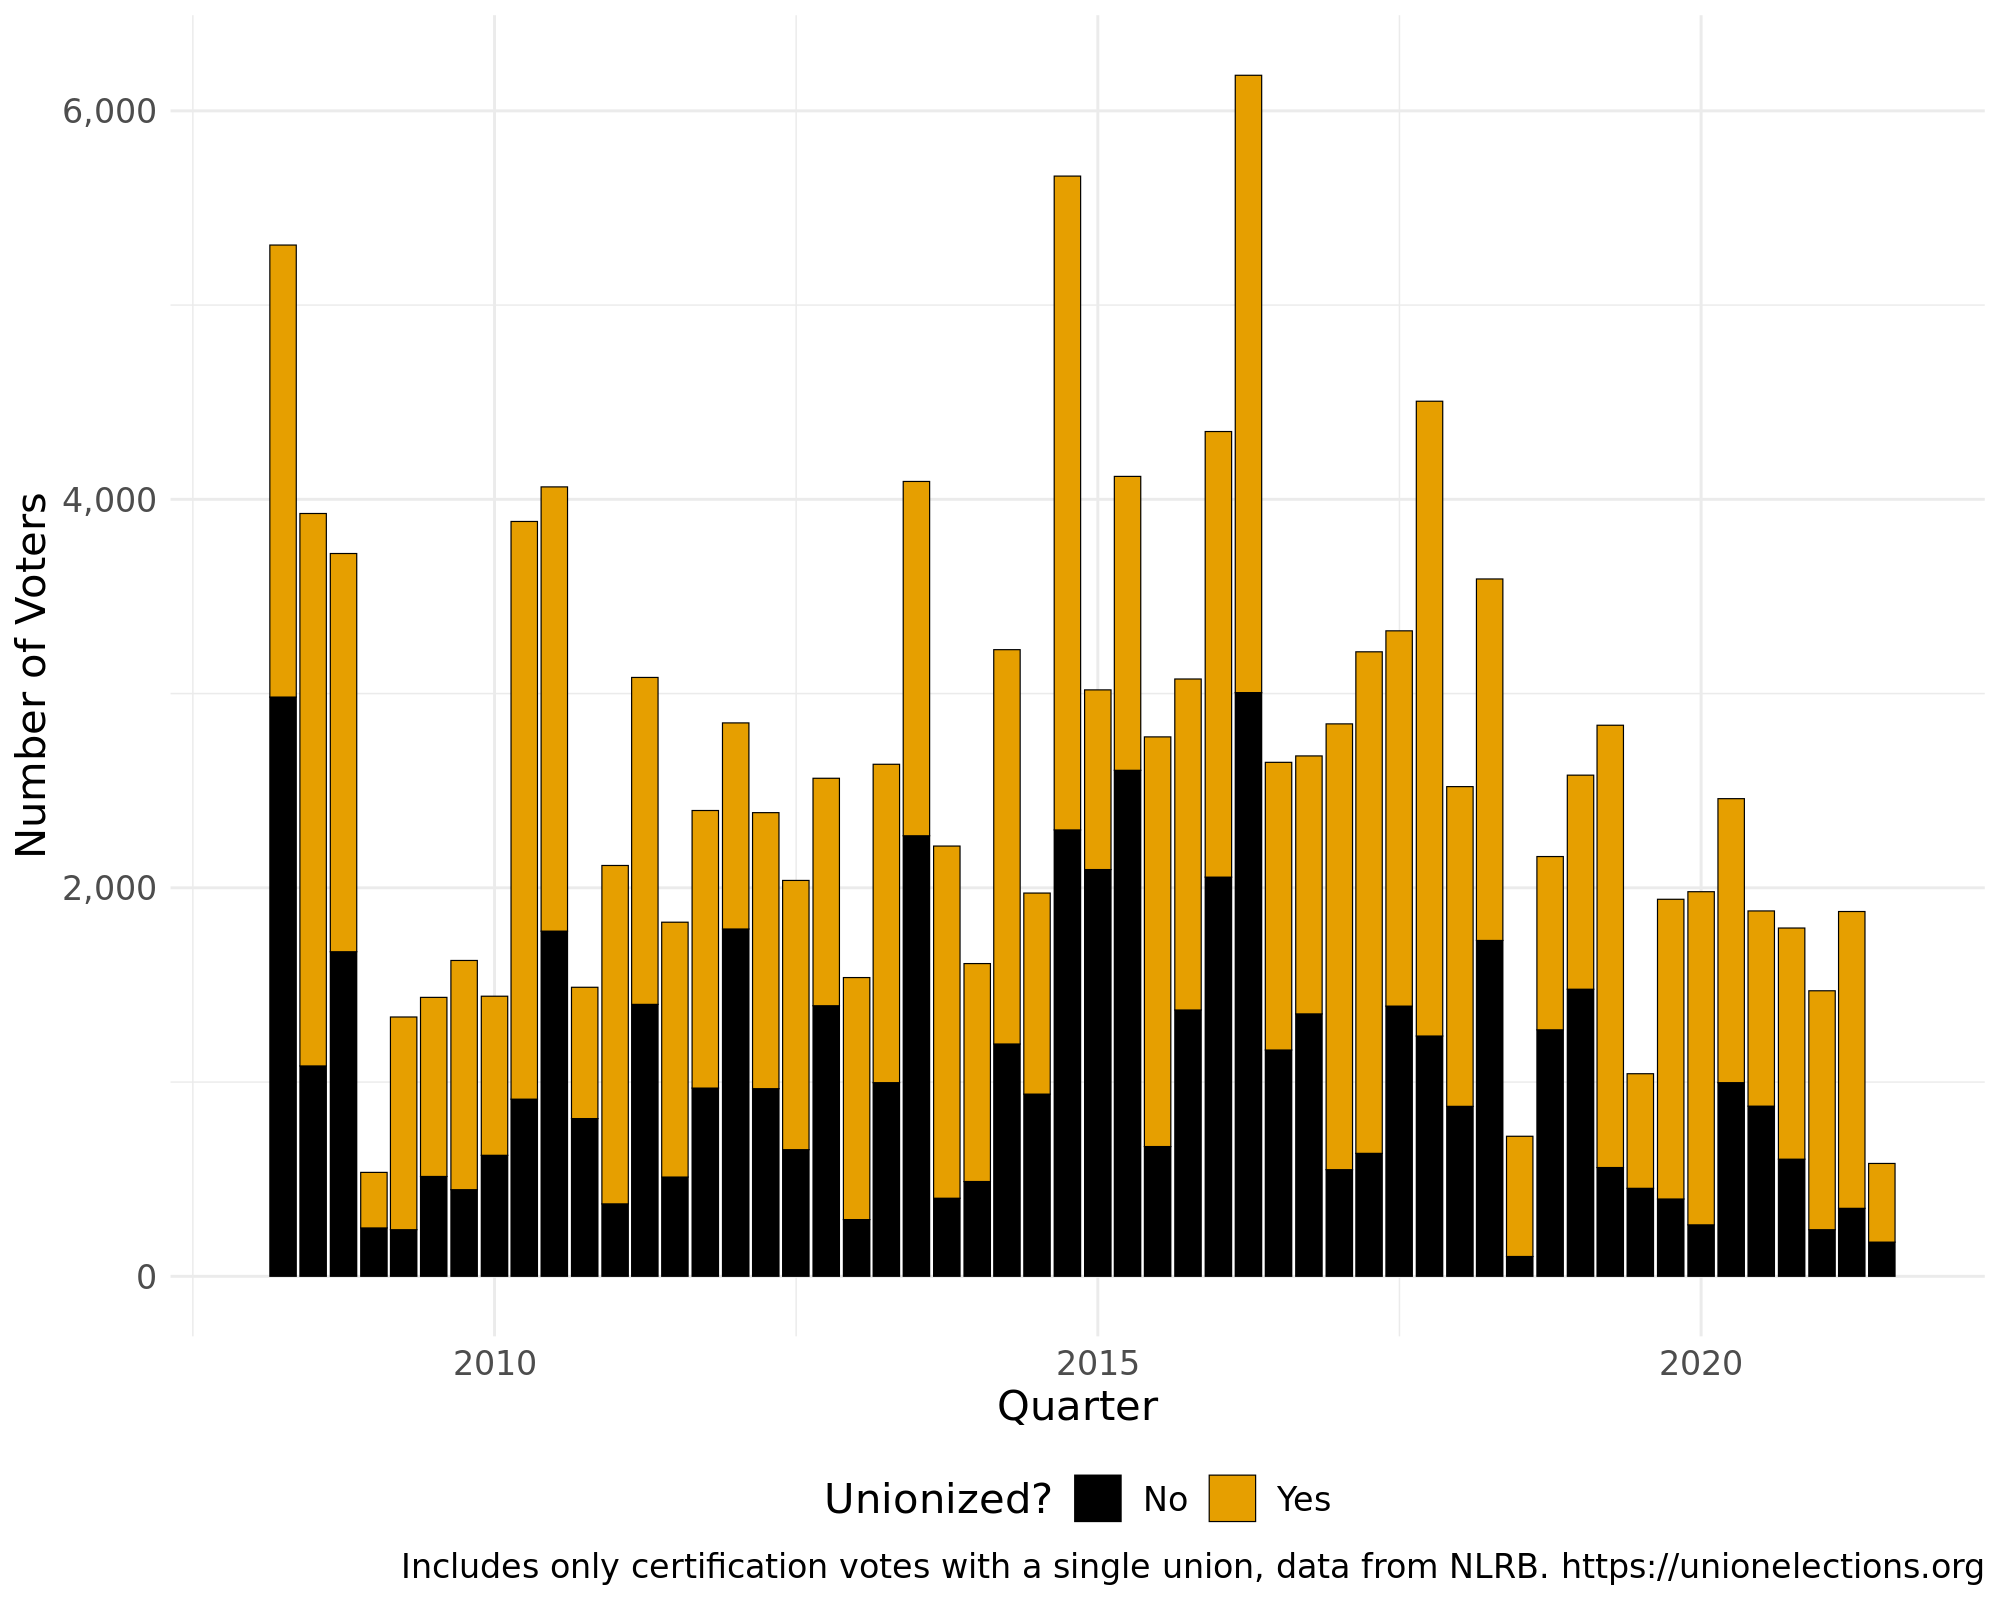 Number of Voters
6,000
4,000
2,000
0
2010 2015 2020
Quarter
Unionized? No Yes
Includes only certification votes with a single union, data from NLRB. https://unionelections.org